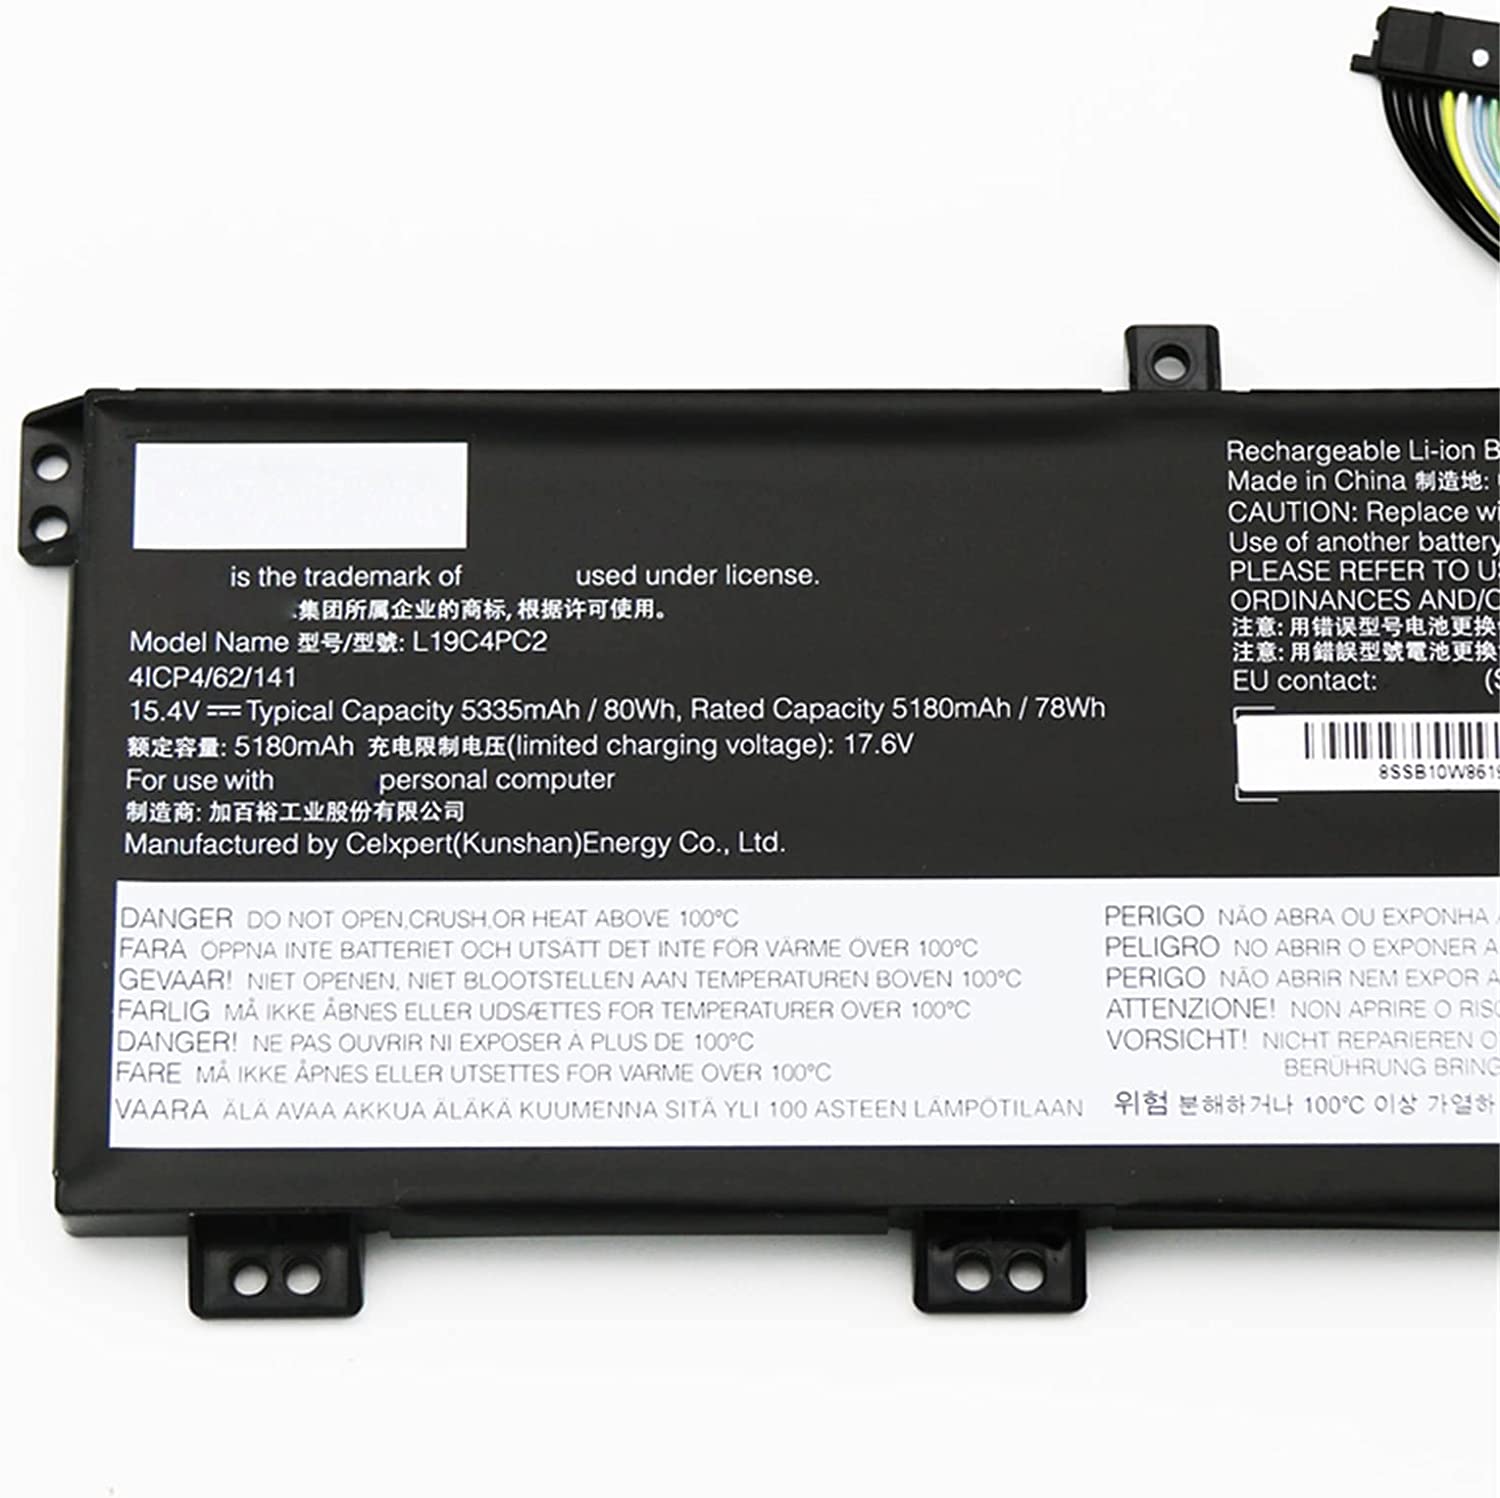 is the trademark of used under license.
集团所属企业的商标, 根据许可使用。
Model Name 型号/型號: L19C4PC2
4ICP4/62/141
15.4V ⎓ Typical Capacity 5335mAh / 80Wh, Rated Capacity 5180mAh / 78Wh
额定容量: 5180mAh 充电限制电压(limited charging voltage): 17.6V
For use with personal computer
制造商: 加百裕工业股份有限公司
Manufactured by Celxpert(Kunshan)Energy Co., Ltd.
Rechargeable Li-ion B
Made in China 制造地:
CAUTION: Replace wi
Use of another battery
PLEASE REFER TO U
ORDINANCES AND/O
注意: 用错误型号电池更换
注意: 用錯誤型號電池更换
EU contact: (S
8SSB10W8619
DANGER DO NOT OPEN,CRUSH,OR HEAT ABOVE 100°C
FARA ÖPPNA INTE BATTERIET OCH UTSÄTT DET INTE FÖR VÄRME ÖVER 100°C
GEVAAR! NIET OPENEN, NIET BLOOTSTELLEN AAN TEMPERATUREN BOVEN 100°C
FARLIG MÅ IKKE ÅBNES ELLER UDSÆTTES FOR TEMPERATURER OVER 100°C
DANGER! NE PAS OUVRIR NI EXPOSER À PLUS DE 100°C
FARE MÅ IKKE ÅPNES ELLER UTSETTES FOR VARME OVER 100°C
VAARA ÄLÄ AVAA AKKUA ÄLÄKÄ KUUMENNA SITÄ YLI 100 ASTEEN LÄMPÖTILAAN
PERIGO NÃO ABRA OU EXPONHA A
PELIGRO NO ABRIR O EXPONER A
PERIGO NÃO ABRIR NEM EXPOR A
ATTENZIONE! NON APRIRE O RISC
VORSICHT! NICHT REPARIEREN O
BERÜHRUNG BRING
위험 분해하거나 100°C 이상 가열하